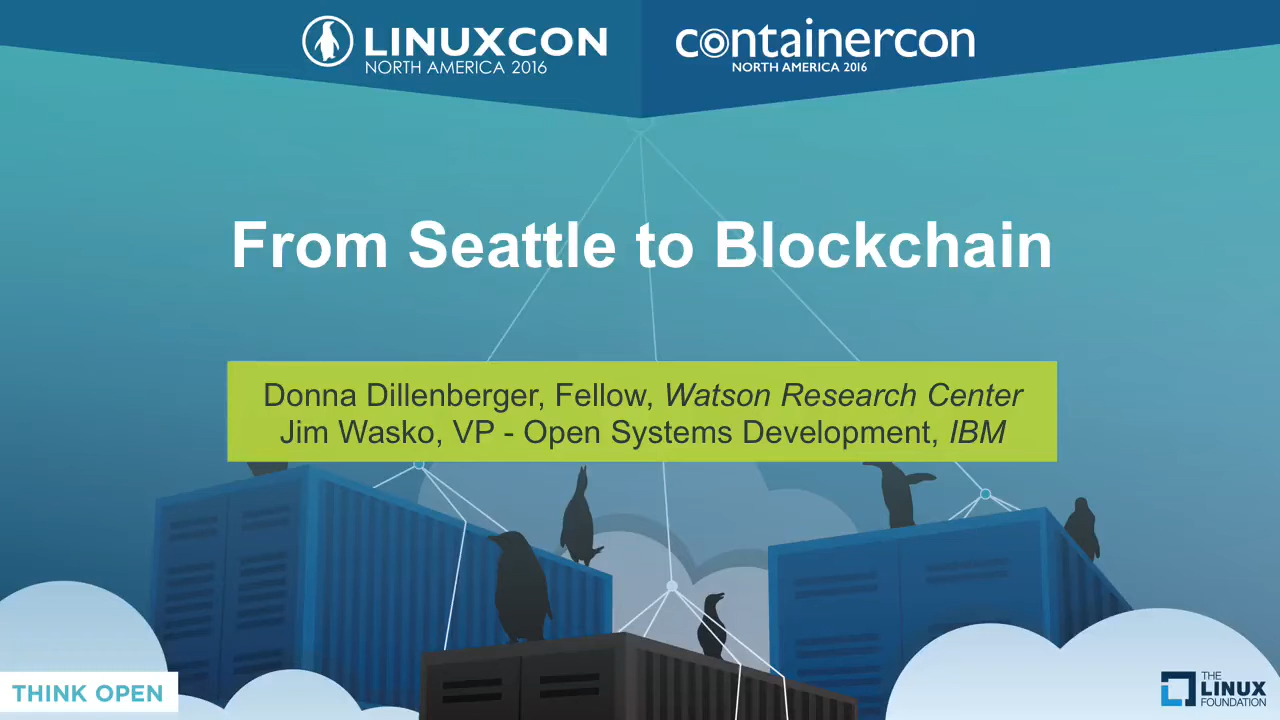 LINUXCON
NORTH AMERICA 2016
containercon
NORTH AMERICA 2016
From Seattle to Blockchain
Donna Dillenberger, Fellow, Watson Research Center
Jim Wasko, VP - Open Systems Development, IBM
THINK OPEN
THE
LINUX
FOUNDATION